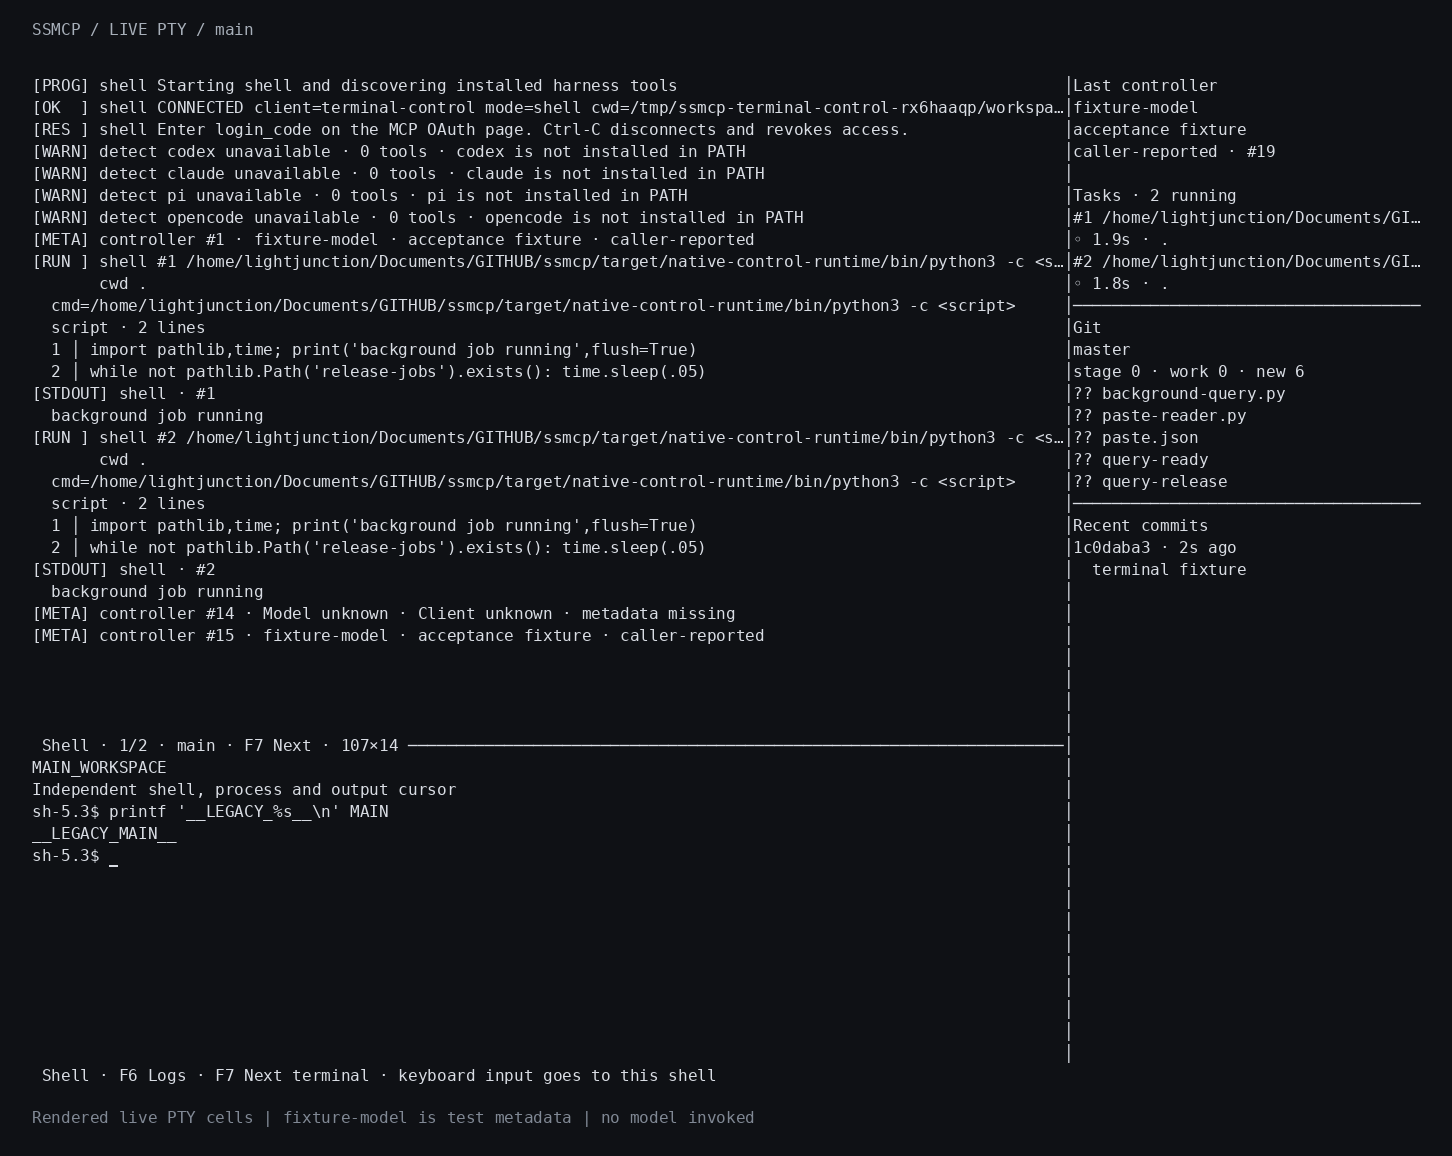 SSMCP / LIVE PTY / main
[PROG] shell Starting shell and discovering installed harness tools
[OK  ] shell CONNECTED client=terminal-control mode=shell cwd=/tmp/ssmcp-terminal-control-rx6haaqp/workspa…
[RES ] shell Enter login_code on the MCP OAuth page. Ctrl-C disconnects and revokes access.
[WARN] detect codex unavailable · 0 tools · codex is not installed in PATH
[WARN] detect claude unavailable · 0 tools · claude is not installed in PATH
[WARN] detect pi unavailable · 0 tools · pi is not installed in PATH
[WARN] detect opencode unavailable · 0 tools · opencode is not installed in PATH
[META] controller #1 · fixture-model · acceptance fixture · caller-reported
[RUN ] shell #1 /home/lightjunction/Documents/GITHUB/ssmcp/target/native-control-runtime/bin/python3 -c <s…
cwd .
cmd=/home/lightjunction/Documents/GITHUB/ssmcp/target/native-control-runtime/bin/python3 -c <script>
script · 2 lines
1 │ import pathlib,time; print('background job running',flush=True)
2 │ while not pathlib.Path('release-jobs').exists(): time.sleep(.05)
[STDOUT] shell · #1
background job running
[RUN ] shell #2 /home/lightjunction/Documents/GITHUB/ssmcp/target/native-control-runtime/bin/python3 -c <s…
cwd .
cmd=/home/lightjunction/Documents/GITHUB/ssmcp/target/native-control-runtime/bin/python3 -c <script>
script · 2 lines
1 │ import pathlib,time; print('background job running',flush=True)
2 │ while not pathlib.Path('release-jobs').exists(): time.sleep(.05)
[STDOUT] shell · #2
background job running
[META] controller #14 · Model unknown · Client unknown · metadata missing
[META] controller #15 · fixture-model · acceptance fixture · caller-reported
Shell · 1/2 · main · F7 Next · 107×14
MAIN_WORKSPACE
Independent shell, process and output cursor
sh-5.3$ printf '__LEGACY_%s__\n' MAIN
__LEGACY_MAIN__
sh-5.3$ _
Last controller
fixture-model
acceptance fixture
caller-reported · #19
Tasks · 2 running
#1 /home/lightjunction/Documents/GI…
◦ 1.9s · .
#2 /home/lightjunction/Documents/GI…
◦ 1.8s · .
Git
master
stage 0 · work 0 · new 6
?? background-query.py
?? paste-reader.py
?? paste.json
?? query-ready
?? query-release
Recent commits
1c0daba3 · 2s ago
terminal fixture
Shell · F6 Logs · F7 Next terminal · keyboard input goes to this shell
Rendered live PTY cells | fixture-model is test metadata | no model invoked